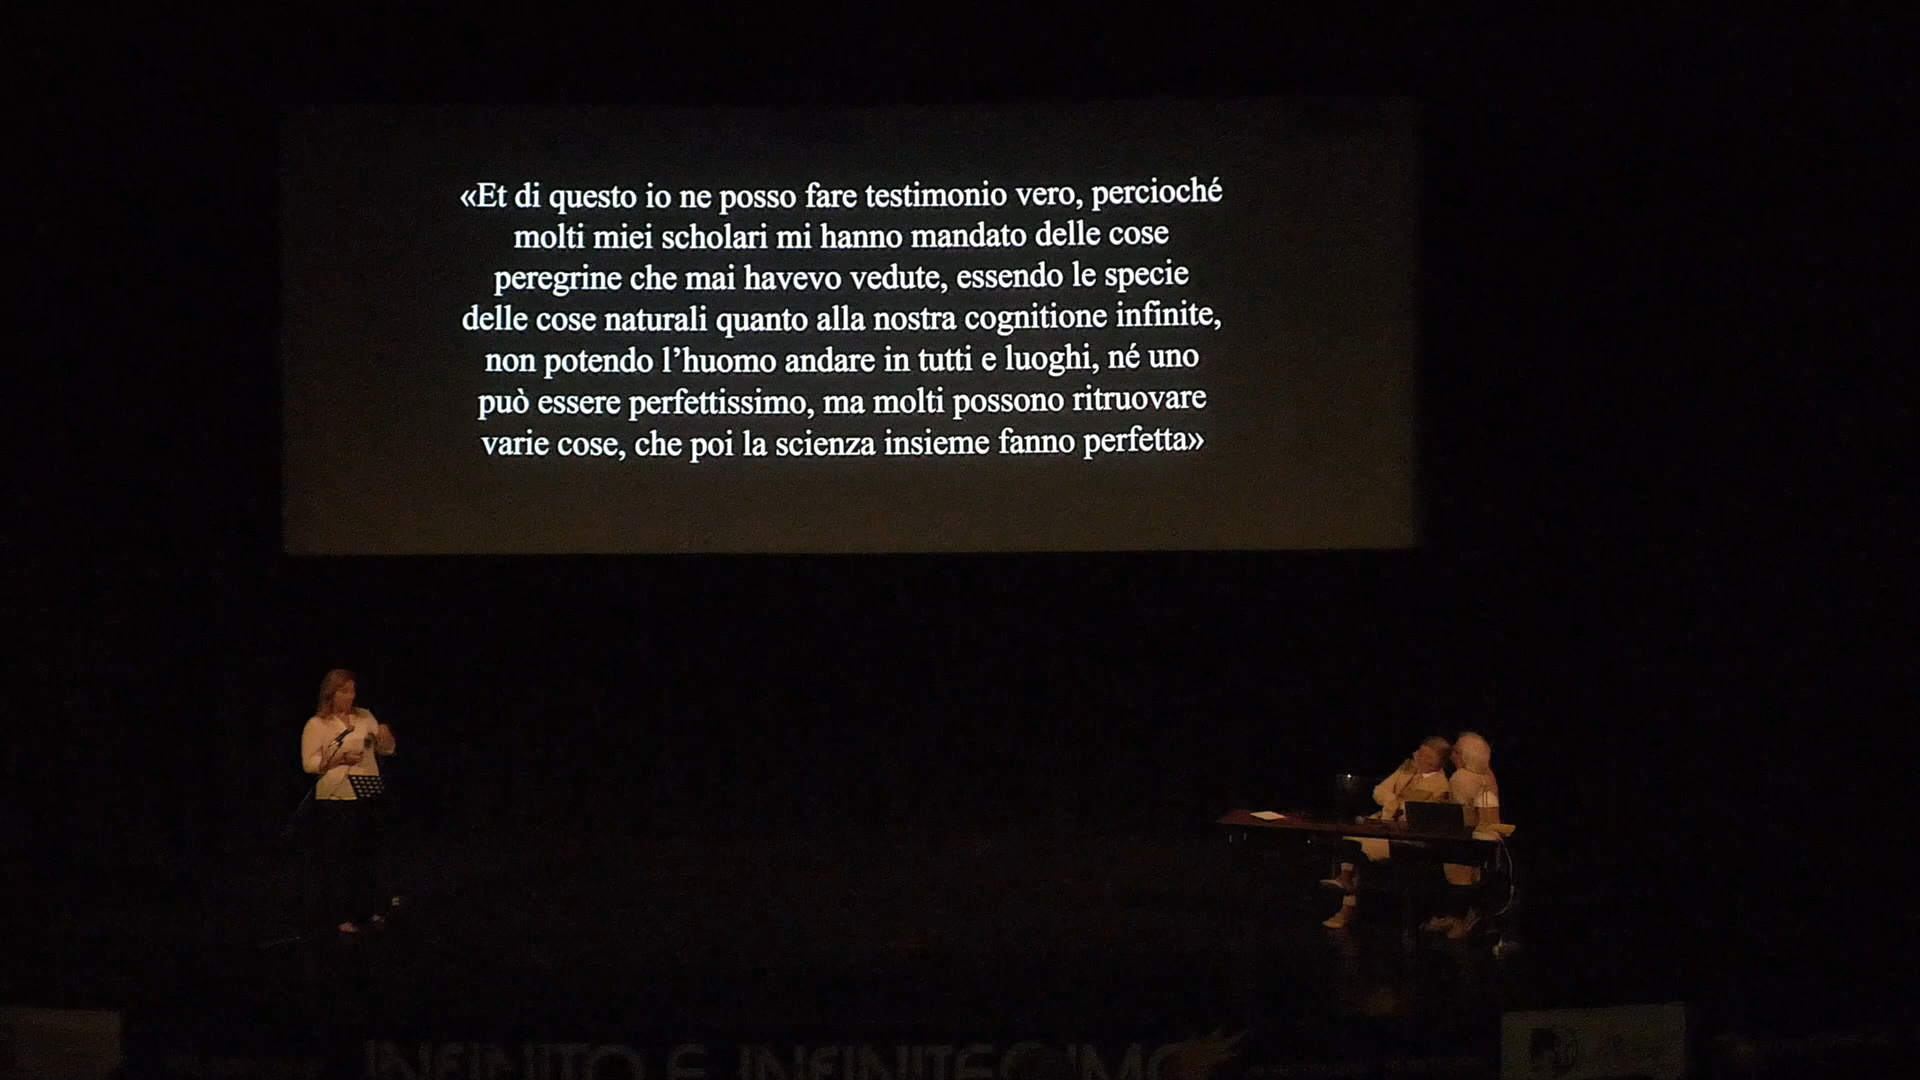 «Et di questo io ne posso fare testimonio vero, percioché
molti miei scholari mi hanno mandato delle cose
peregrine che mai havevo vedute, essendo le specie
delle cose naturali quanto alla nostra cognitione infinite,
non potendo l’huomo andare in tutti e luoghi, né uno
può essere perfettissimo, ma molti possono ritruovare
varie cose, che poi la scienza insieme fanno perfetta»
INFINITO E INFINITESIMO